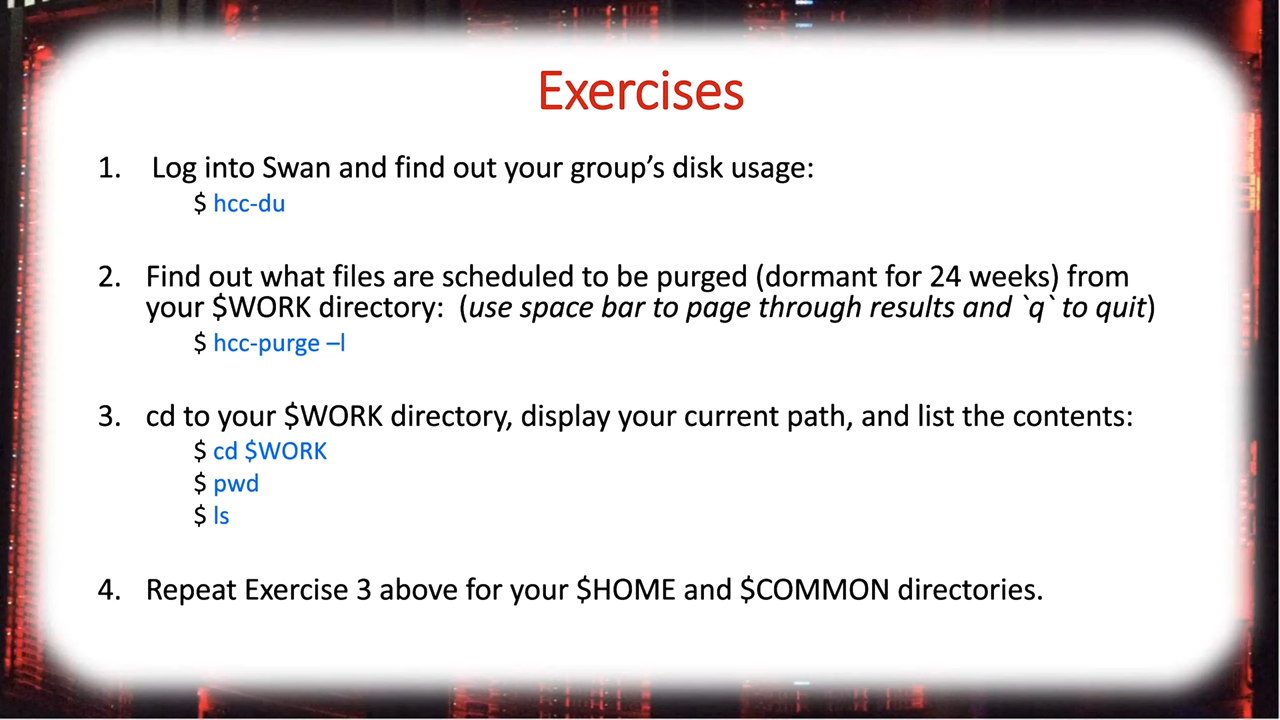 Exercises
1. Log into Swan and find out your group’s disk usage:
$ hcc-du
2. Find out what files are scheduled to be purged (dormant for 24 weeks) from
your $WORK directory: (use space bar to page through results and `q` to quit)
$ hcc-purge –l
3. cd to your $WORK directory, display your current path, and list the contents:
$ cd $WORK
$ pwd
$ ls
4. Repeat Exercise 3 above for your $HOME and $COMMON directories.